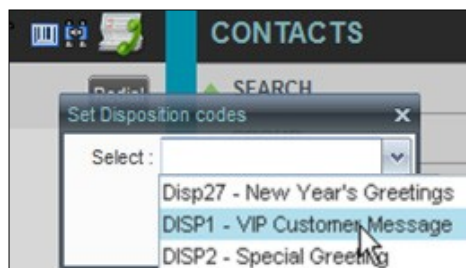 CONTACTS
Redial
SEARCH
Set Disposition codes
Select :
Disp27 - New Year's Greetings
DISP1 - VIP Customer Message
DISP2 - Special Greeting